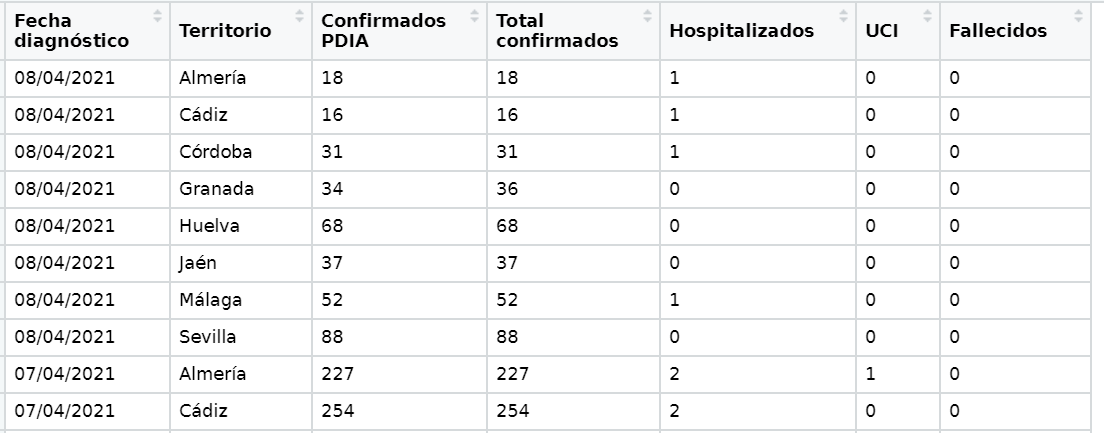 Fecha diagnóstico Territorio Confirmados PDIA Total confirmados Hospitalizados UCI Fallecidos
08/04/2021 Almería 18 18 1 0 0
08/04/2021 Cádiz 16 16 1 0 0
08/04/2021 Córdoba 31 31 1 0 0
08/04/2021 Granada 34 36 0 0 0
08/04/2021 Huelva 68 68 0 0 0
08/04/2021 Jaén 37 37 0 0 0
08/04/2021 Málaga 52 52 1 0 0
08/04/2021 Sevilla 88 88 0 0 0
07/04/2021 Almería 227 227 2 1 0
07/04/2021 Cádiz 254 254 2 0 0